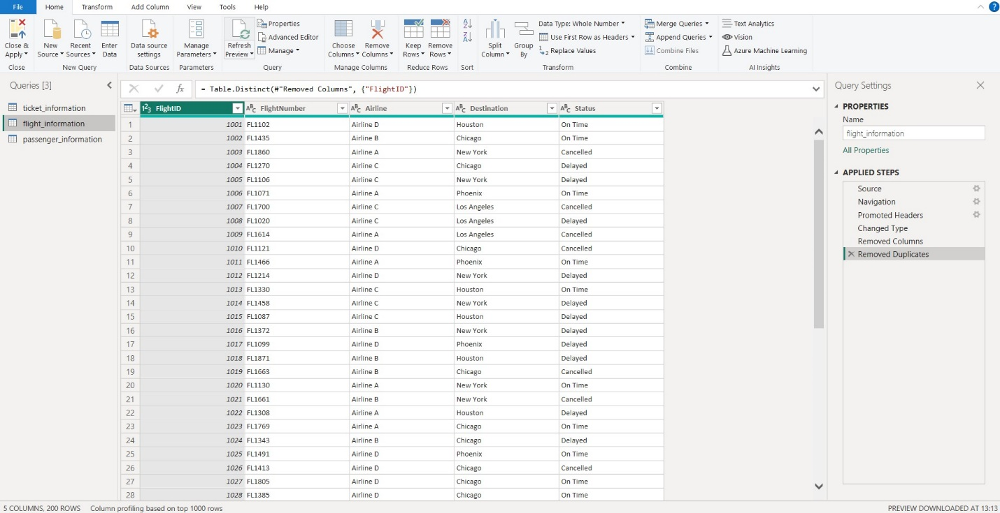 File Home Transform Add Column View Tools Help
Close & Apply New Source Recent Sources Enter Data Data source settings Manage Parameters Refresh Preview Properties Advanced Editor Manage Choose Columns Remove Columns Keep Rows Remove Rows Split Column Group By Data Type: Whole Number Use First Row as Headers Replace Values Merge Queries Append Queries Combine Files Text Analytics Vision Azure Machine Learning
Close New Query Data Sources Parameters Query Manage Columns Reduce Rows Sort Transform Combine AI Insights
Queries [3]
ticket_information
flight_information
passenger_information
fx = Table.Distinct(#"Removed Columns", {"FlightID"})
FlightID FlightNumber Airline Destination Status
1 1001 FL1102 Airline D Houston On Time
2 1002 FL1435 Airline B Chicago On Time
3 1003 FL1860 Airline A New York Cancelled
4 1004 FL1270 Airline C Chicago Delayed
5 1005 FL1106 Airline C New York Delayed
6 1006 FL1071 Airline A Phoenix On Time
7 1007 FL1700 Airline C Los Angeles Cancelled
8 1008 FL1020 Airline C Los Angeles Delayed
9 1009 FL1614 Airline A Los Angeles Cancelled
10 1010 FL1121 Airline D Chicago Cancelled
11 1011 FL1466 Airline A Phoenix On Time
12 1012 FL1214 Airline D New York Delayed
13 1013 FL1330 Airline C Houston On Time
14 1014 FL1458 Airline C New York Delayed
15 1015 FL1087 Airline C Houston Delayed
16 1016 FL1372 Airline B New York Delayed
17 1017 FL1099 Airline D Phoenix Delayed
18 1018 FL1871 Airline B Houston Delayed
19 1019 FL1663 Airline B Chicago Cancelled
20 1020 FL1130 Airline A New York On Time
21 1021 FL1661 Airline B New York Cancelled
22 1022 FL1308 Airline A Houston Delayed
23 1023 FL1769 Airline A Chicago On Time
24 1024 FL1343 Airline B Chicago Delayed
25 1025 FL1491 Airline D Phoenix On Time
26 1026 FL1413 Airline D Chicago Cancelled
27 1027 FL1805 Airline D Chicago On Time
28 1028 FL1385 Airline D Chicago On Time
Query Settings
PROPERTIES
Name
flight_information
All Properties
APPLIED STEPS
Source
Navigation
Promoted Headers
Changed Type
Removed Columns
Removed Duplicates
5 COLUMNS, 200 ROWS Column profiling based on top 1000 rows PREVIEW DOWNLOADED AT 13:13